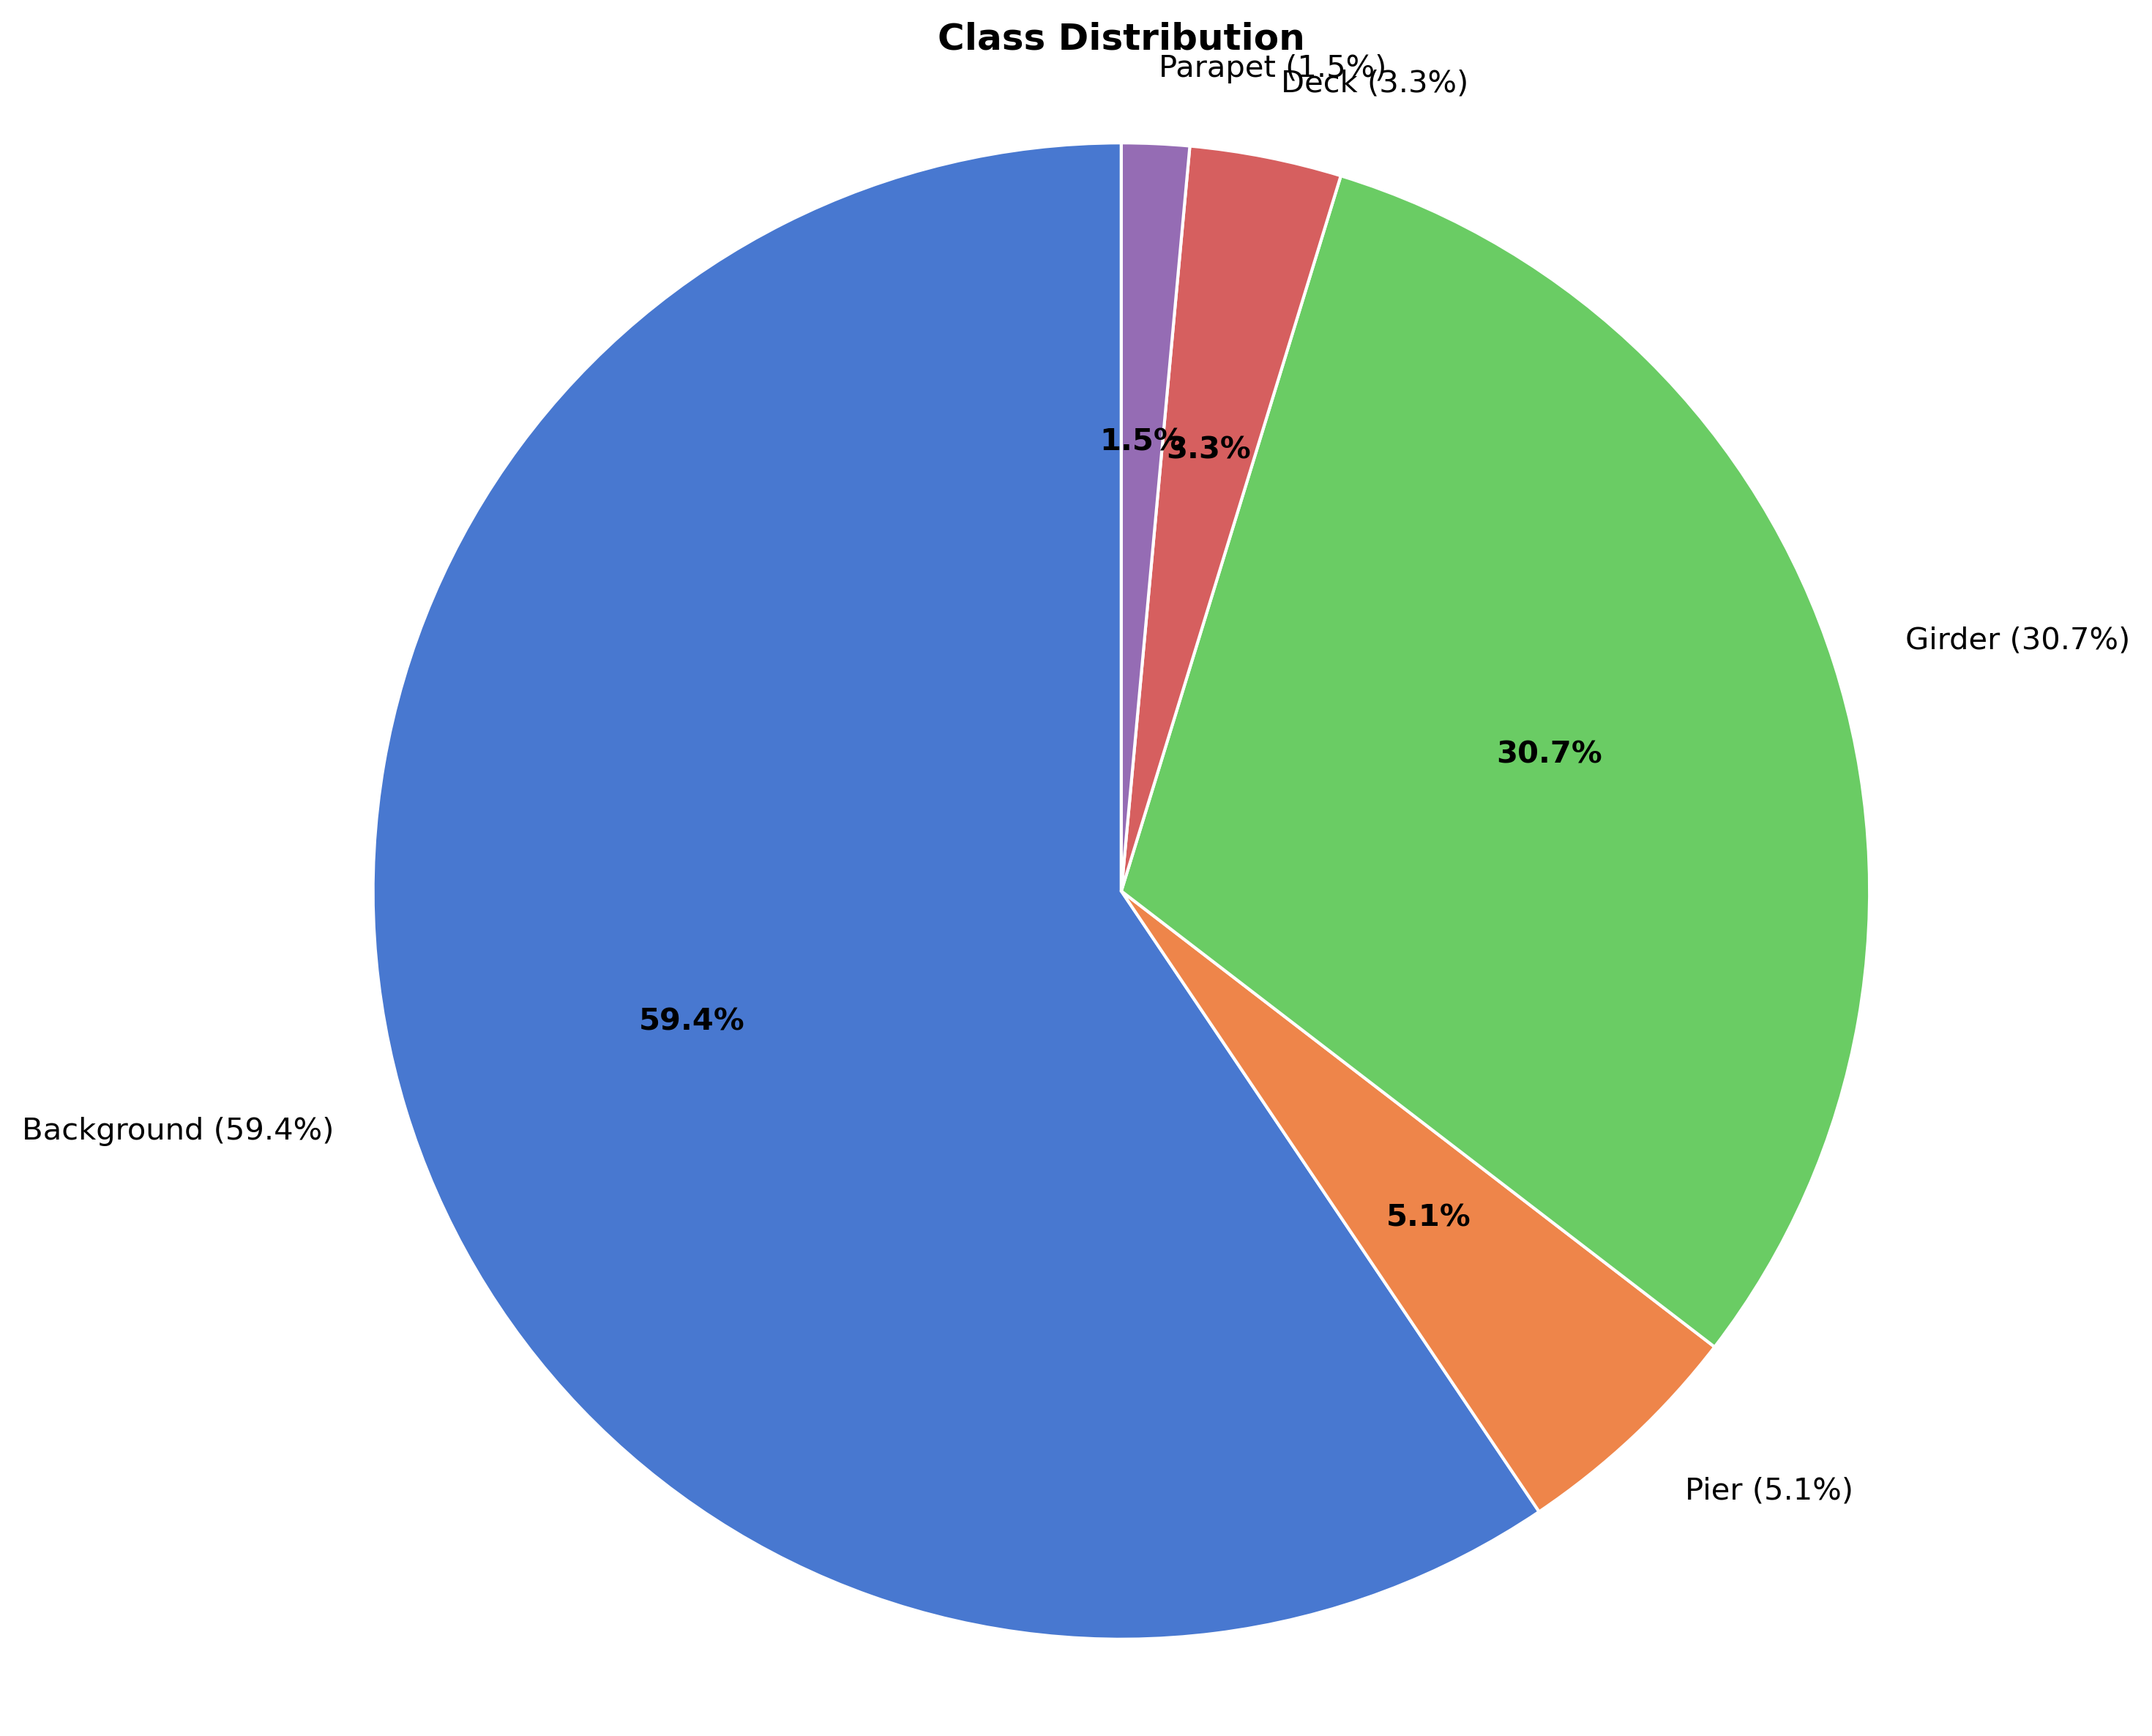 Class Distribution
Parapet (1.5%)
Deck (3.3%)
1.5%
3.3%
Girder (30.7%)
30.7%
59.4%
Background (59.4%)
5.1%
Pier (5.1%)